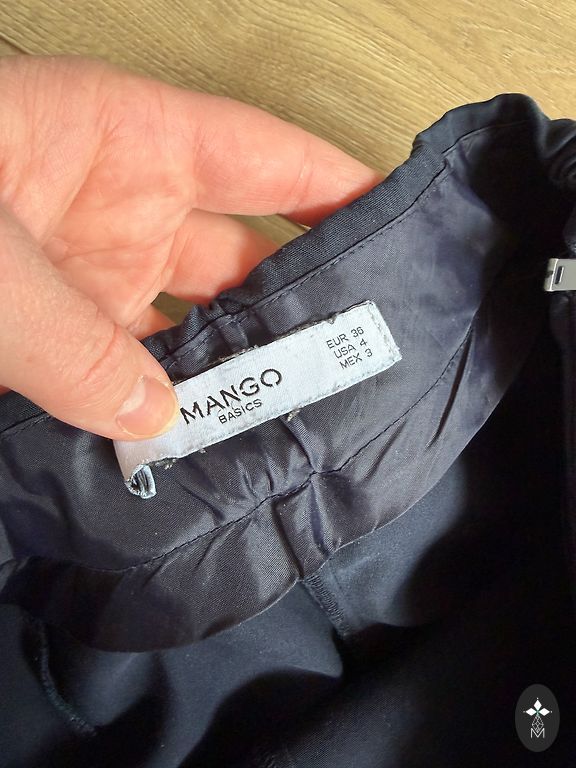 MANGO
BASICS
EUR 36
USA 4
MEX 3